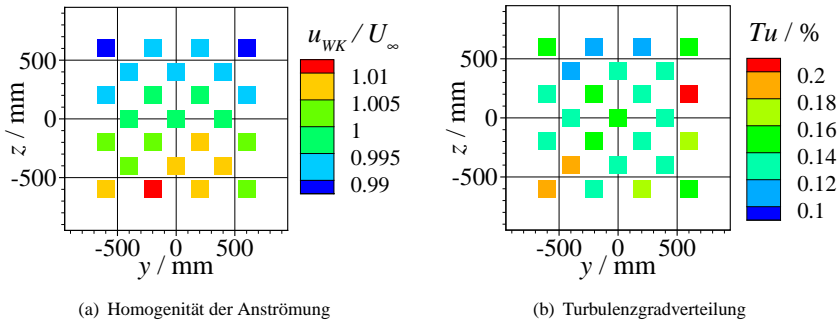 u_WK / U_∞
500
0
-500
z / mm
-500 0 500
y / mm
1.01
1.005
1
0.995
0.99
(a) Homogenität der Anströmung
Tu / %
500
0
-500
z / mm
-500 0 500
y / mm
0.2
0.18
0.16
0.14
0.12
0.1
(b) Turbulenzgradverteilung